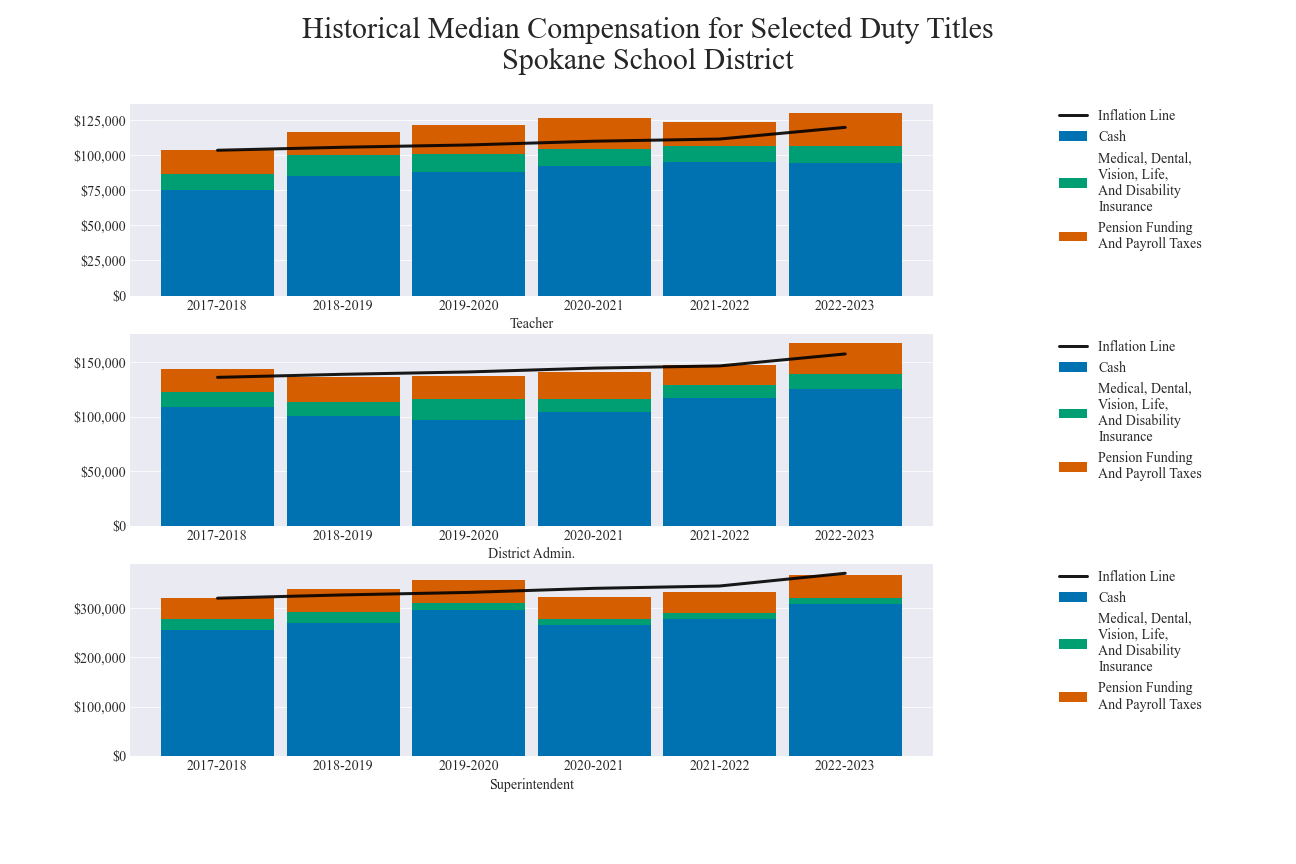 Historical Median Compensation for Selected Duty Titles
Spokane School District
$125,000
$100,000
$75,000
$50,000
$25,000
$0
2017-2018 2018-2019 2019-2020 2020-2021 2021-2022 2022-2023
Teacher
Inflation Line
Cash
Medical, Dental,
Vision, Life,
And Disability
Insurance
Pension Funding
And Payroll Taxes
$150,000
$100,000
$50,000
$0
2017-2018 2018-2019 2019-2020 2020-2021 2021-2022 2022-2023
District Admin.
Inflation Line
Cash
Medical, Dental,
Vision, Life,
And Disability
Insurance
Pension Funding
And Payroll Taxes
$300,000
$200,000
$100,000
$0
2017-2018 2018-2019 2019-2020 2020-2021 2021-2022 2022-2023
Superintendent
Inflation Line
Cash
Medical, Dental,
Vision, Life,
And Disability
Insurance
Pension Funding
And Payroll Taxes